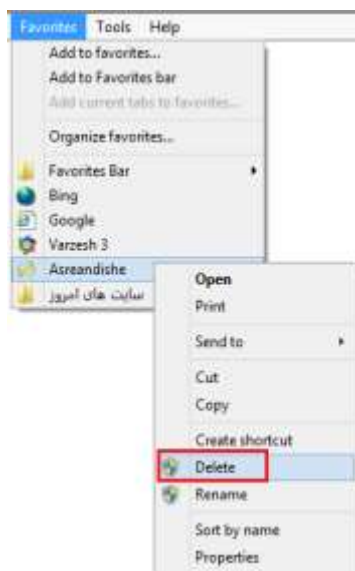 Favorites Tools Help
Add to favorites...
Add to Favorites bar
Add current tabs to favorites...
Organize favorites...
Favorites Bar
Bing
Google
Varzesh 3
Asreandishe
سایت های امروز
Open
Print
Send to
Cut
Copy
Create shortcut
Delete
Rename
Sort by name
Properties